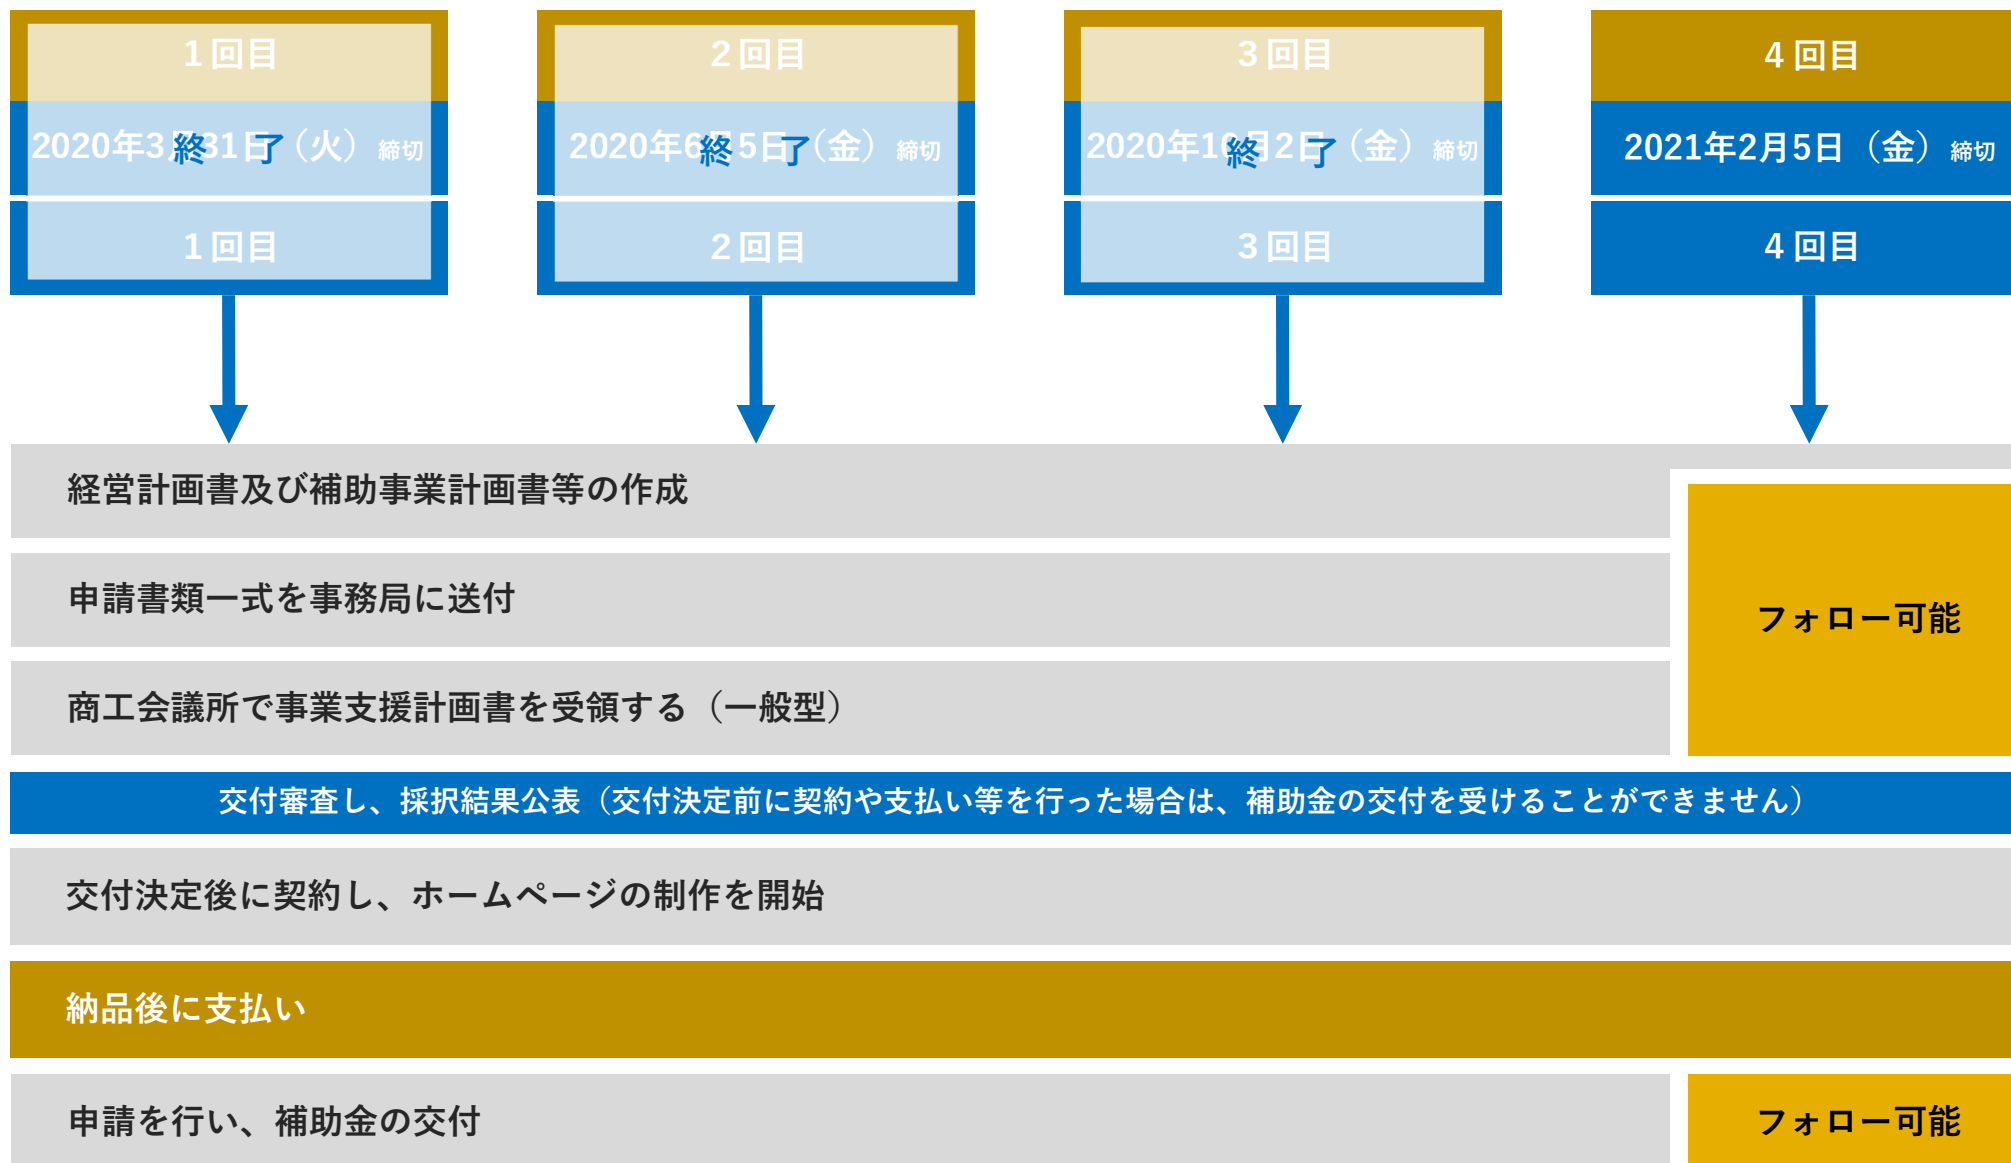 1回目
2020年3月31日（火）締切
終 了
1回目
2回目
2020年6月5日（金）締切
終 了
2回目
3回目
2020年10月2日（金）締切
終 了
3回目
4回目
2021年2月5日（金）締切
4回目
経営計画書及び補助事業計画書等の作成
申請書類一式を事務局に送付
商工会議所で事業支援計画書を受領する（一般型）
フォロー可能
交付審査し、採択結果公表（交付決定前に契約や支払い等を行った場合は、補助金の交付を受けることができません）
交付決定後に契約し、ホームページの制作を開始
納品後に支払い
申請を行い、補助金の交付
フォロー可能